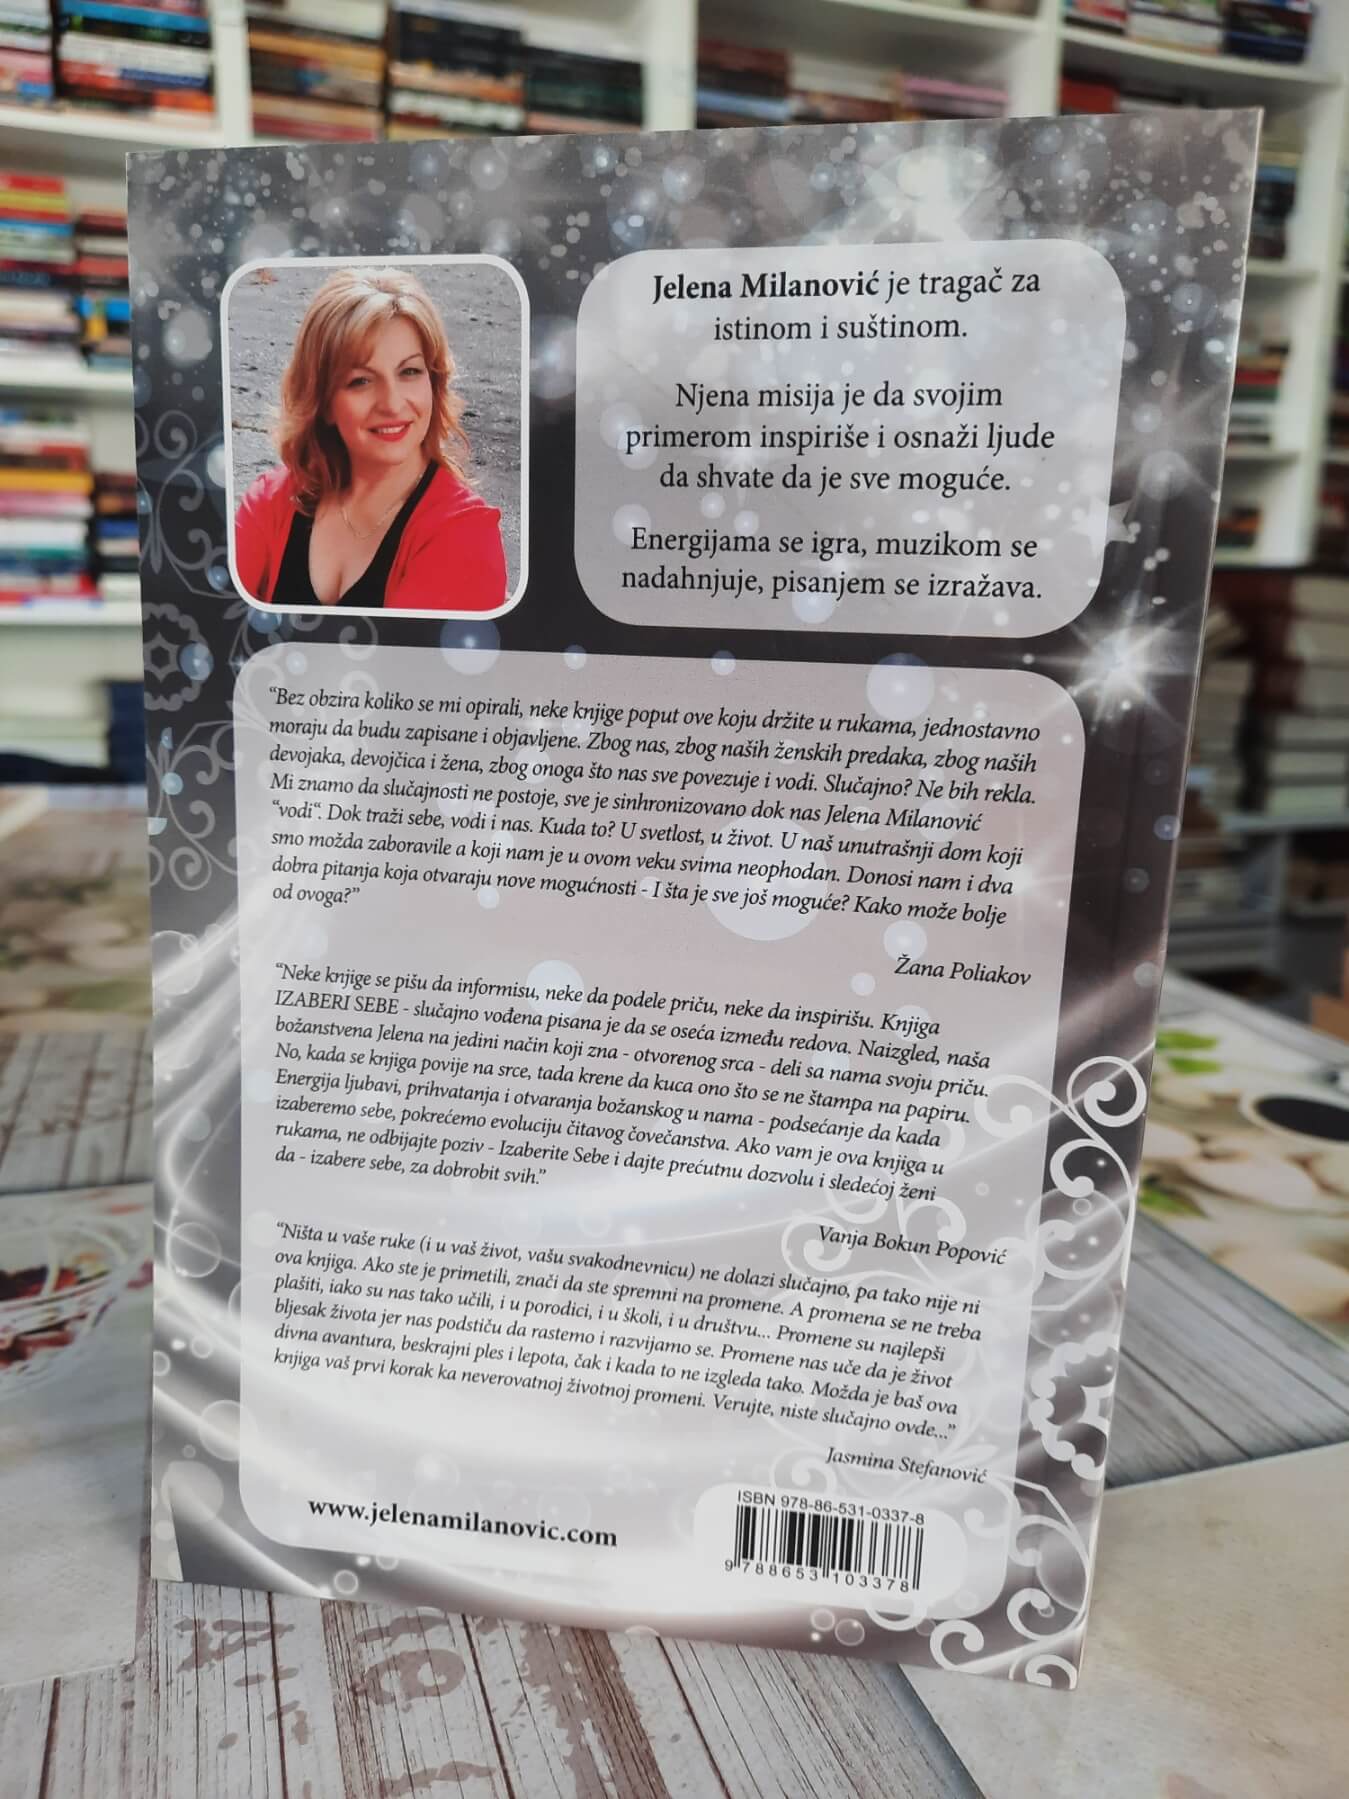 Jelena Milanović je tragač za
istinom i suštinom.
Njena misija je da svojim
primerom inspiriše i osnaži ljude
da shvate da je sve moguće.
Energijama se igra, muzikom se
nadahnjuje, pisanjem se izražava.
“Bez obzira koliko se mi opirali, neke knjige poput ove koju držite u rukama, jednostavno
moraju da budu zapisane i objavljene. Zbog nas, zbog naših ženskih predaka, zbog naših
devojaka, devojčica i žena, zbog onoga što nas sve povezuje i vodi. Slučajno? Ne bih rekla.
Mi znamo da slučajnosti ne postoje, sve je sinhronizovano dok nas Jelena Milanović
“vodi“. Dok traži sebe, vodi i nas. Kuda to? U svetlost, u život. U naš unutrašnji dom koji
smo možda zaboravile a koji nam je u ovom veku svima neophodan. Donosi nam i dva
dobra pitanja koja otvaraju nove mogućnosti - I šta je sve još moguće? Kako može bolje
od ovoga?”
Žana Poliakov
“Neke knjige se pišu da informisu, neke da podele priču, neke da inspirišu. Knjiga
IZABERI SEBE - slučajno vođena pisana je da se oseća između redova. Naizgled, naša
božanstvena Jelena na jedini način koji zna - otvorenog srca - deli sa nama svoju priču.
No, kada se knjiga povije na srce, tada krene da kuca ono što se ne štampa na papiru.
Energija ljubavi, prihvatanja i otvaranja božanskog u nama - podsećanje da kada
izaberemo sebe, pokrećemo evoluciju čitavog čovečanstva. Ako vam je ova knjiga u
rukama, ne odbijajte poziv - Izaberite Sebe i dajte prećutnu dozvolu i sledećoj ženi
da - izabere sebe, za dobrobit svih.”
Vanja Bokun Popović
“Ništa u vaše ruke (i u vaš život, vašu svakodnevnicu) ne dolazi slučajno, pa tako nije ni
ova knjiga. Ako ste je primetili, znači da ste spremni na promene. A promena se ne treba
plašiti, iako su nas tako učili, i u porodici, i u školi, i u društvu... Promene su najlepši
bljesak života jer nas podstiču da rastemo i razvijamo se. Promene nas uče da je život
divna avantura, beskrajni ples i lepota, čak i kada to ne izgleda tako. Možda je baš ova
knjiga vaš prvi korak ka neverovatnoj životnoj promeni. Verujte, niste slučajno ovde...”
Jasmina Stefanović
www.jelenamilanovic.com
ISBN 978-86-531-0337-8
9 788653 103378